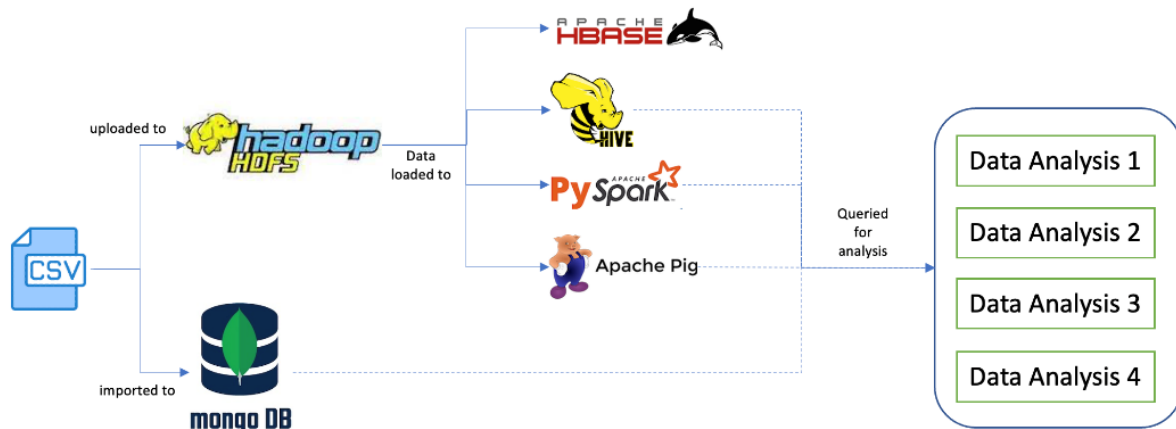 APACHE
HBASE
uploaded to
hadoop
HDFS
Data
loaded to
HIVE
APACHE
PySpark
Queried
for
analysis
CSV
Apache Pig
imported to
mongo DB
Data Analysis 1
Data Analysis 2
Data Analysis 3
Data Analysis 4